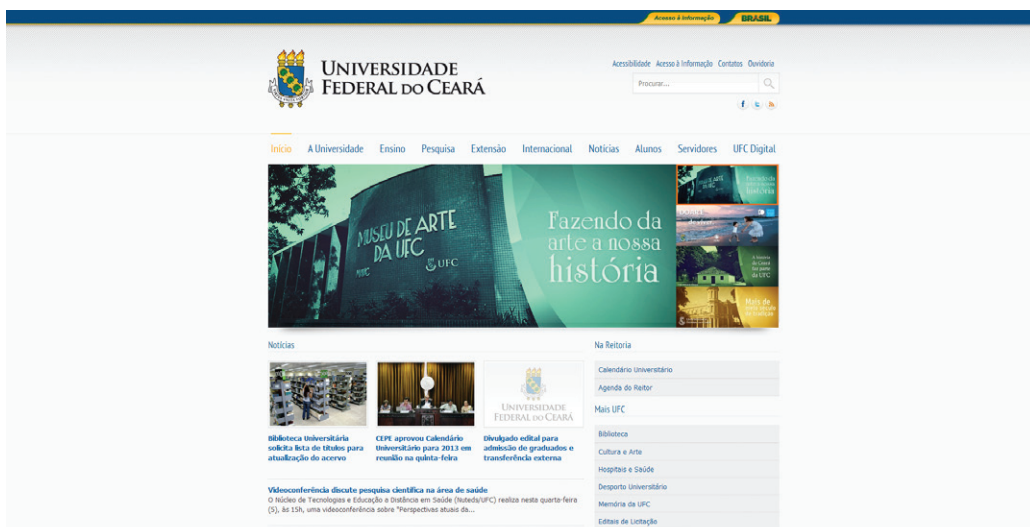 Acesso à Informação BRASIL
UNIVERSIDADE
FEDERAL DO CEARÁ
Acessibilidade Acesso à Informação Contatos Ouvidoria
Procurar...
Início A Universidade Ensino Pesquisa Extensão Internacional Notícias Alunos Servidores UFC Digital
MUSEU DE ARTE
DA UFC
UFC
Fazendo da
arte a nossa
história
Mais de
Notícias
UNIVERSIDADE
FEDERAL DO CEARÁ
Biblioteca Universitária
solicita lista de títulos para
atualização do acervo
CEPE aprovou Calendário
Universitário para 2013 em
reunião na quinta-feira
Divulgado edital para
admissão de graduados e
transferência externa
Videoconferência discute pesquisa científica na área de saúde
O Núcleo de Tecnologias e Educação a Distância em Saúde (Nuteds/UFC) realiza nesta quarta-feira
(5), às 15h, uma videoconferência sobre "Perspectivas atuais da...
Na Reitoria
Calendário Universitário
Agenda do Reitor
Mais UFC
Biblioteca
Cultura e Arte
Hospitais e Saúde
Desporto Universitário
Memória da UFC
Editais de Licitação